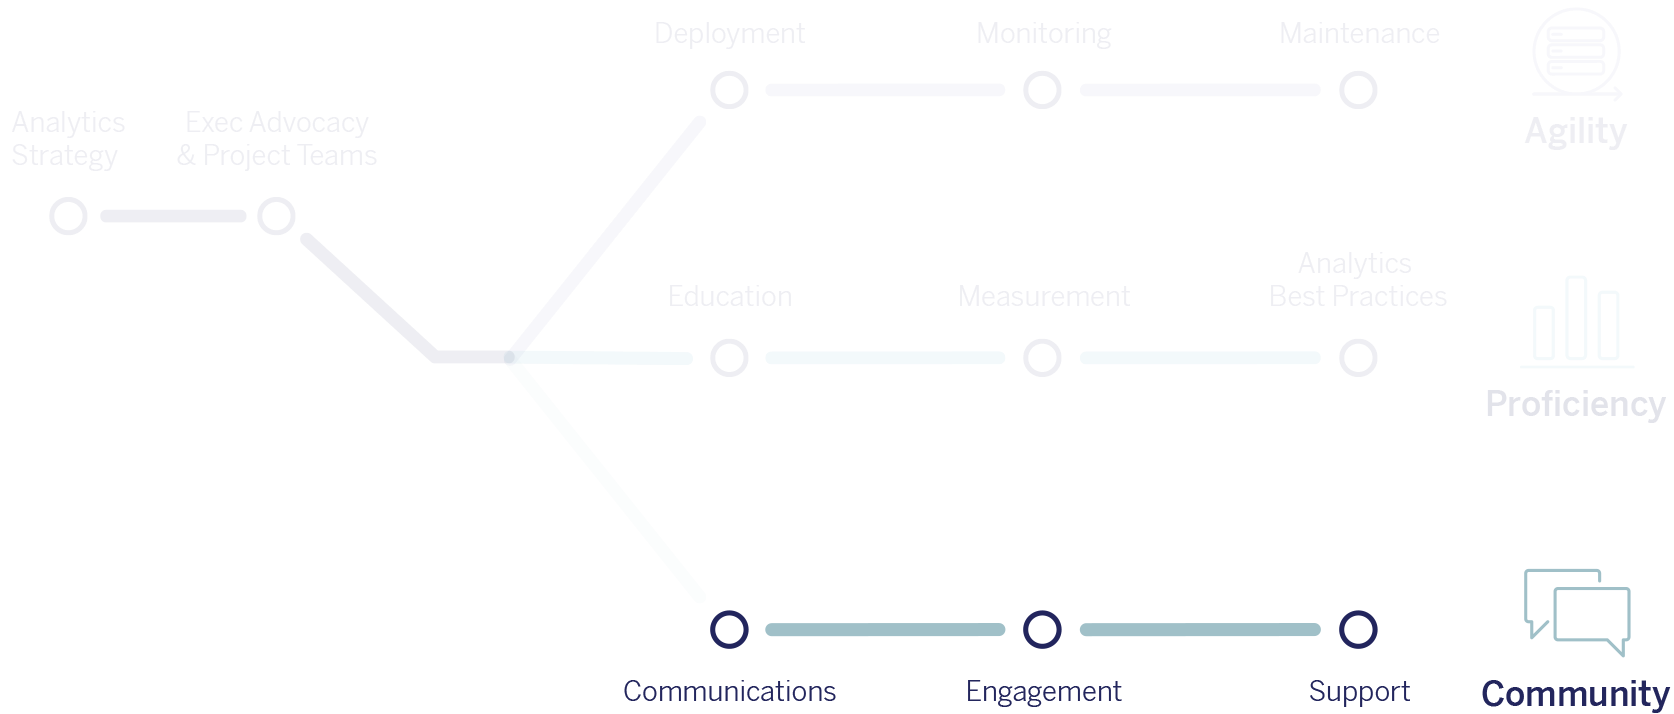 Deployment
Monitoring
Maintenance
Analytics
Strategy
Exec Advocacy
& Project Teams
Agility
Education
Measurement
Analytics
Best Practices
Proficiency
Communications
Engagement
Support
Community